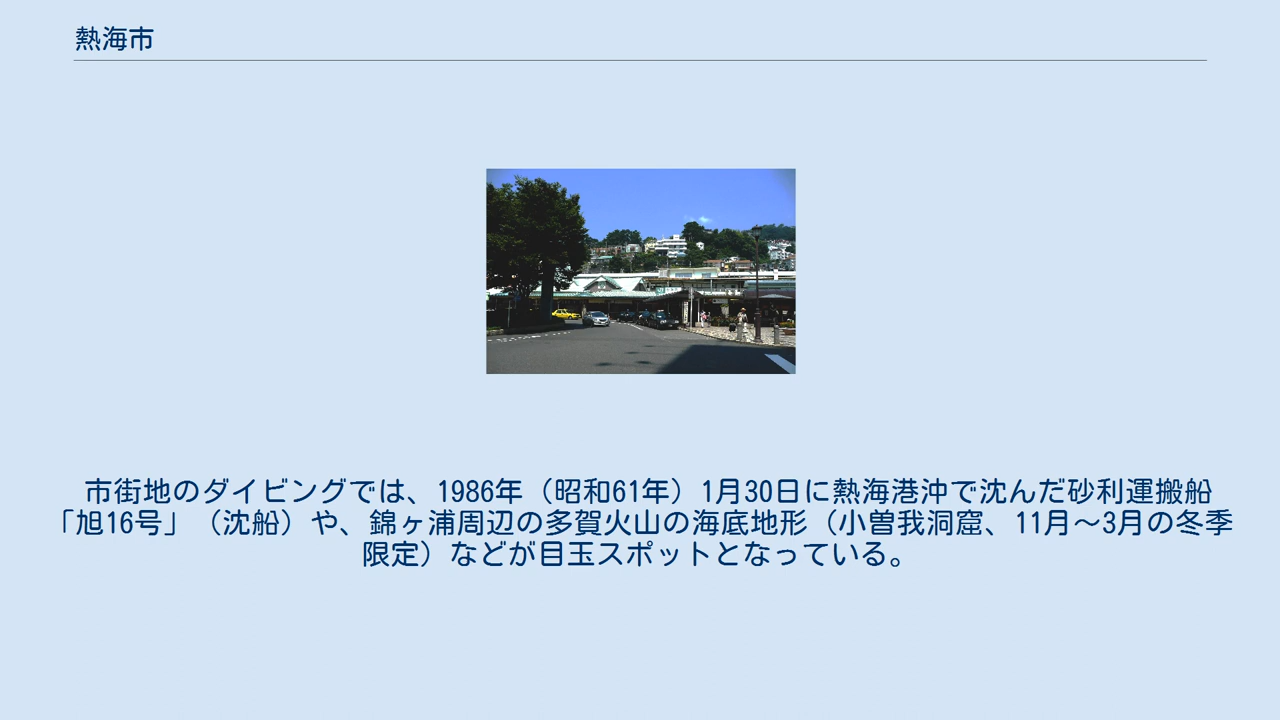 熱海市
市街地のダイビングでは、1986年（昭和61年）1月30日に熱海港沖で沈んだ砂利運搬船
「旭16号」（沈船）や、錦ヶ浦周辺の多賀火山の海底地形（小曽我洞窟、11月～3月の冬季
限定）などが目玉スポットとなっている。